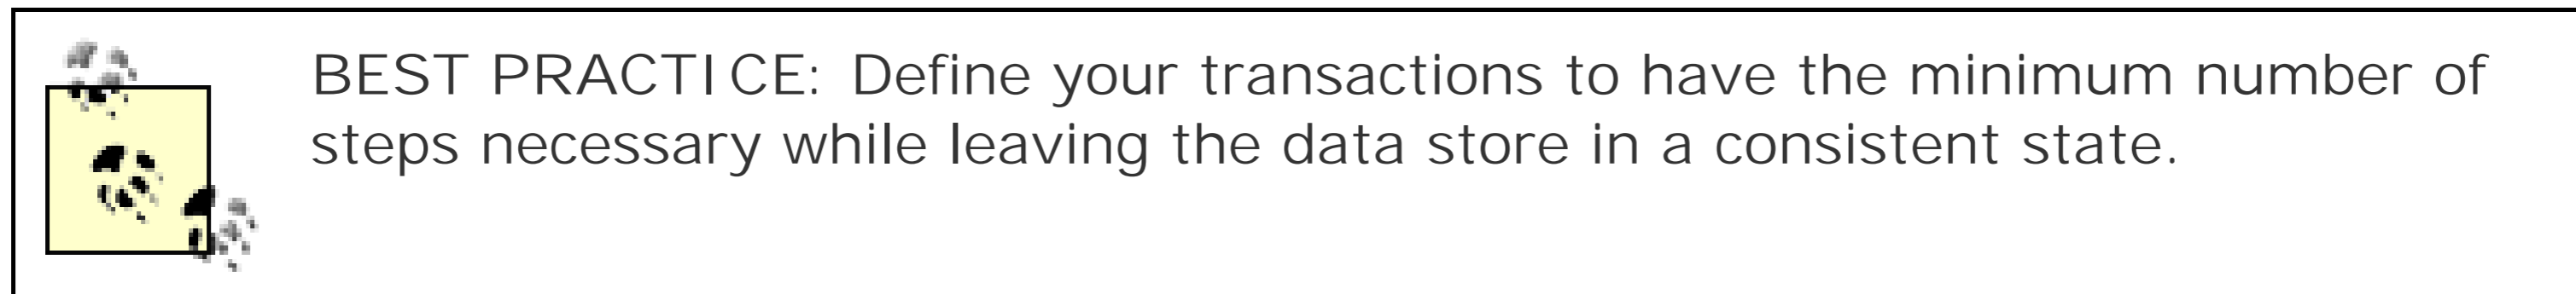 BEST PRACTICE: Define your transactions to have the minimum number of
steps necessary while leaving the data store in a consistent state.